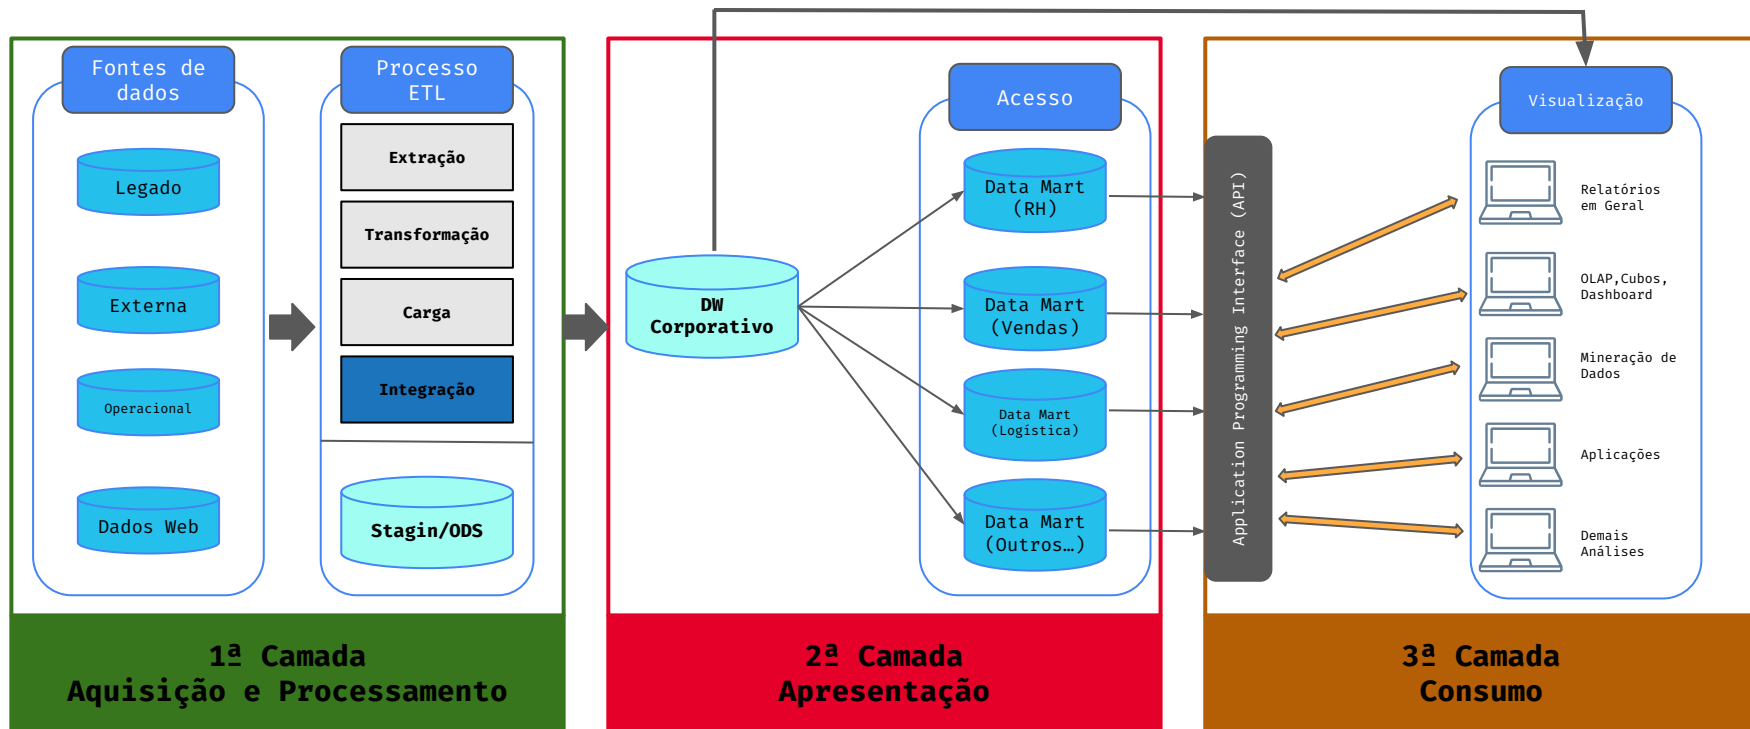 Fontes de
dados
Legado
Externa
Operacional
Dados Web
Processo
ETL
Extração
Transformação
Carga
Integração
Stagin/ODS
1ª Camada
Aquisição e Processamento
DW
Corporativo
Acesso
Data Mart
(RH)
Data Mart
(Vendas)
Data Mart
(Logística)
Data Mart
(Outros…)
2ª Camada
Apresentação
Application Programming Interface (API)
Visualização
Relatórios
em Geral
OLAP,Cubos,
Dashboard
Mineração de
Dados
Aplicações
Demais
Análises
3ª Camada
Consumo